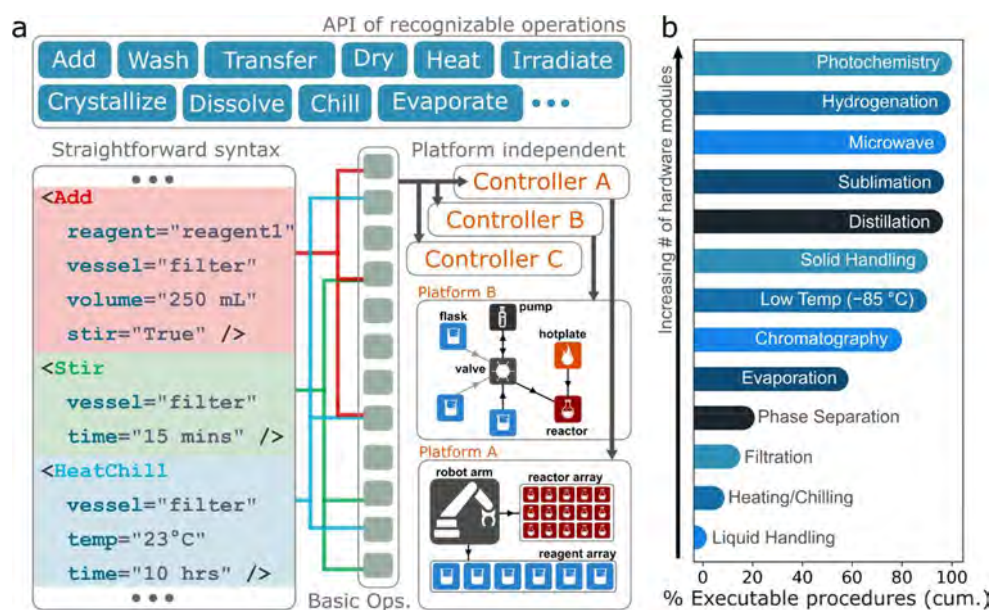 a
API of recognizable operations
Add Wash Transfer Dry Heat Irradiate
Crystallize Dissolve Chill Evaporate •••
Straightforward syntax
•••
<Add
reagent="reagent1"
vessel="filter"
volume="250 mL"
stir="True" />
<Stir
vessel="filter"
time="15 mins" />
<HeatChill
vessel="filter"
temp="23°C"
time="10 hrs" />
•••
Basic Ops.
Platform independent
Controller A
Controller B
Controller C
Platform B
flask
pump
hotplate
valve
reactor
Platform A
robot arm
reactor array
reagent array
b
Increasing # of hardware modules
Photochemistry
Hydrogenation
Microwave
Sublimation
Distillation
Solid Handling
Low Temp (−85 °C)
Chromatography
Evaporation
Phase Separation
Filtration
Heating/Chilling
Liquid Handling
0 20 40 60 80 100
% Executable procedures (cum.)